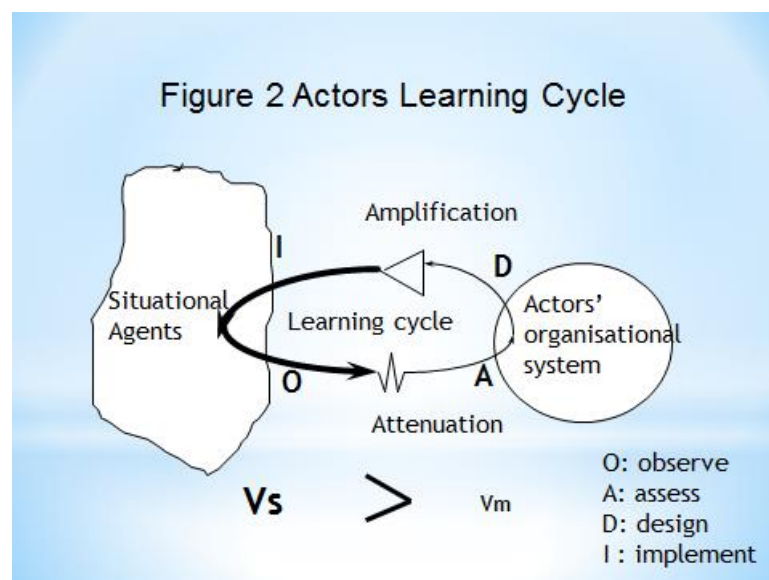 Figure 2 Actors Learning Cycle
Amplification
I
D
Situational
Agents
Learning cycle
Actors'
organisational
system
O
A
Attenuation
Vs > Vm
O: observe
A: assess
D: design
I : implement